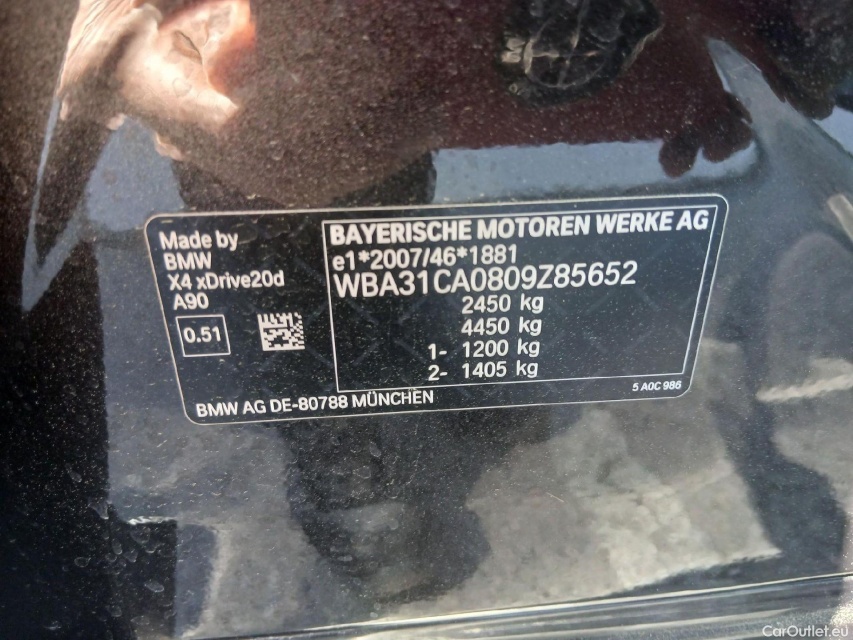 Made by
BMW
X4 xDrive20d
A90
0.51
BAYERISCHE MOTOREN WERKE AG
e1*2007/46*1881
WBA31CA0809Z85652
2450 kg
4450 kg
1- 1200 kg
2- 1405 kg
5 A0C 986
BMW AG DE-80788 MÜNCHEN
CarOutlet.eu